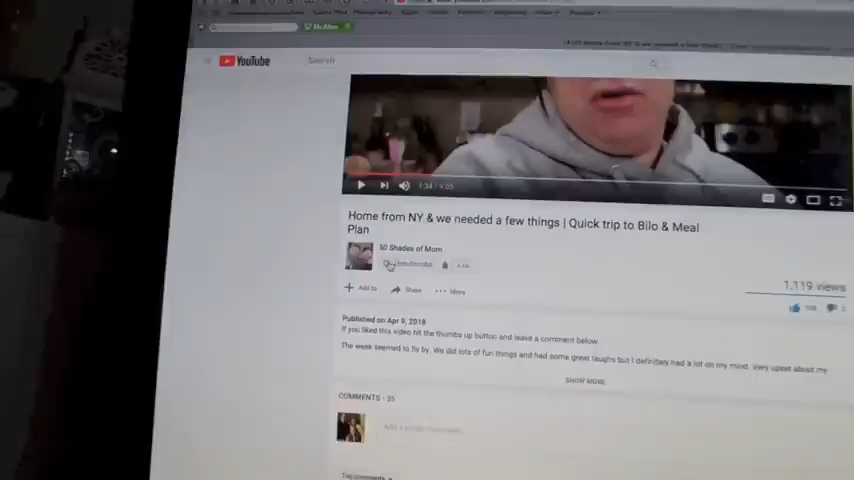 McAfee
YouTube
Search
1:34 / 9:05
Home from NY & we needed a few things | Quick trip to Bilo & Meal
Plan
50 Shades of Mom
Add to
Share
More
1,119 views
Published on Apr 9, 2018
If you liked this video hit the thumbs up button and leave a comment below
The week seemed to fly by. We did lots of fun things and had some great laughs but I definitely had a lot on my mind. Very upset about my
SHOW MORE
COMMENTS • 35
Add a public comment...